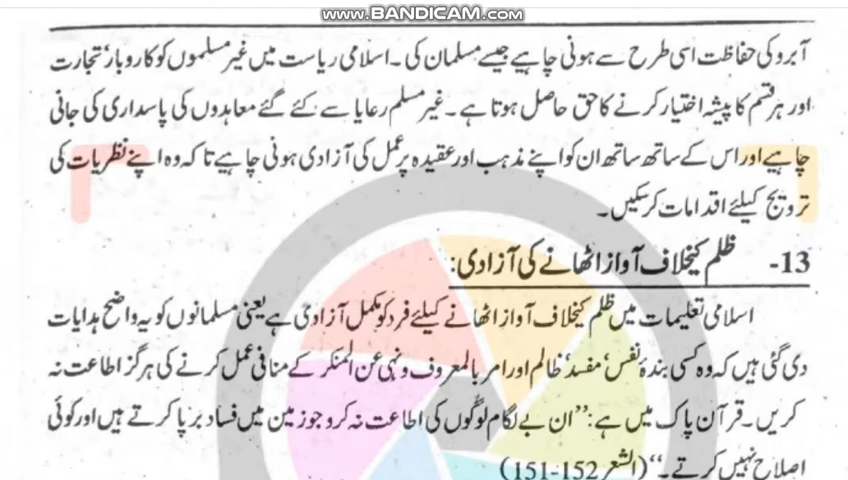 www.BANDICAM.com
آبرو کی حفاظت اسی طرح سے ہونی چاہیے جیسے مسلمان کی۔ اسلامی ریاست میں غیر مسلموں کو کاروبار' تجارت
اور ہر قسم کا پیشہ اختیار کرنے کا حق حاصل ہوتا ہے۔ غیر مسلم رعایا سے کئے گئے معاہدوں کی پاسداری کی جانی
چاہیے اور اس کے ساتھ ساتھ ان کو اپنے مذہب اور عقیدہ پر عمل کی آزادی ہونی چاہیے تاکہ وہ اپنے نظریات کی
ترویج کیلئے اقدامات کر سکیں۔
13- ظلم کیخلاف آواز اٹھانے کی آزادی:
اسلامی تعلیمات میں ظلم کیخلاف آواز اٹھانے کیلئے فرد کو مکمل آزادی ہے یعنی مسلمانوں کو یہ واضح ہدایات
دی گئی ہیں کہ وہ کسی بندۂ نفس' مفسد' ظالم اور امر بالمعروف ونہی عن المنکر کے منافی عمل کرنے کی ہرگز اطاعت نہ
کریں۔ قرآن پاک میں ہے: ''ان بے لگام لوگوں کی اطاعت نہ کرو جو زمین میں فساد برپا کرتے ہیں اور کوئی
اصلاح نہیں کرتے۔'' (الشعر 152-151)